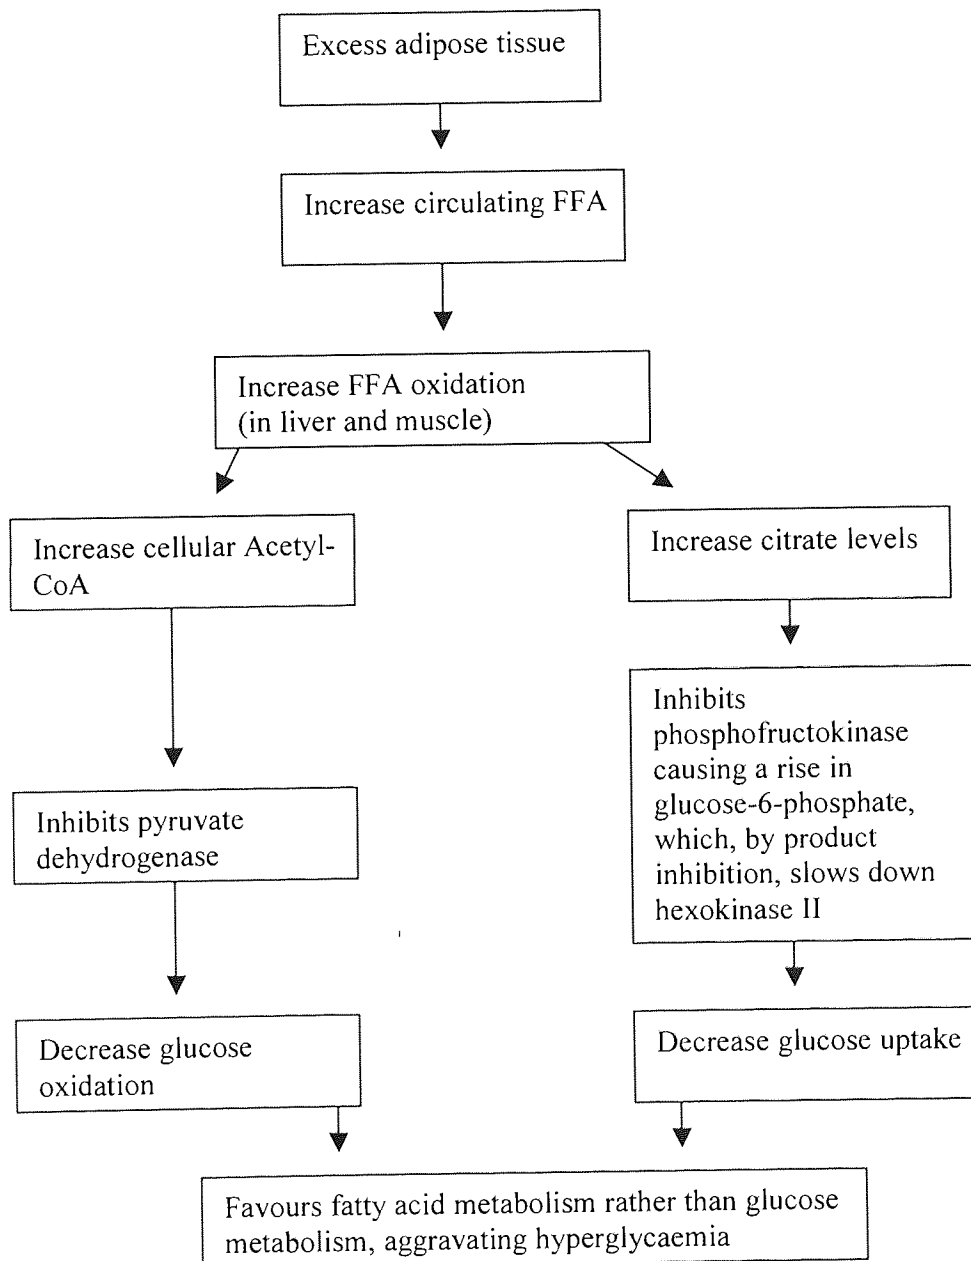 Excess adipose tissue
Increase circulating FFA
Increase FFA oxidation
(in liver and muscle)
Increase cellular Acetyl-
CoA
Inhibits pyruvate
dehydrogenase
Decrease glucose
oxidation
Increase citrate levels
Inhibits
phosphofructokinase
causing a rise in
glucose-6-phosphate,
which, by product
inhibition, slows down
hexokinase II
Decrease glucose uptake
Favours fatty acid metabolism rather than glucose
metabolism, aggravating hyperglycaemia